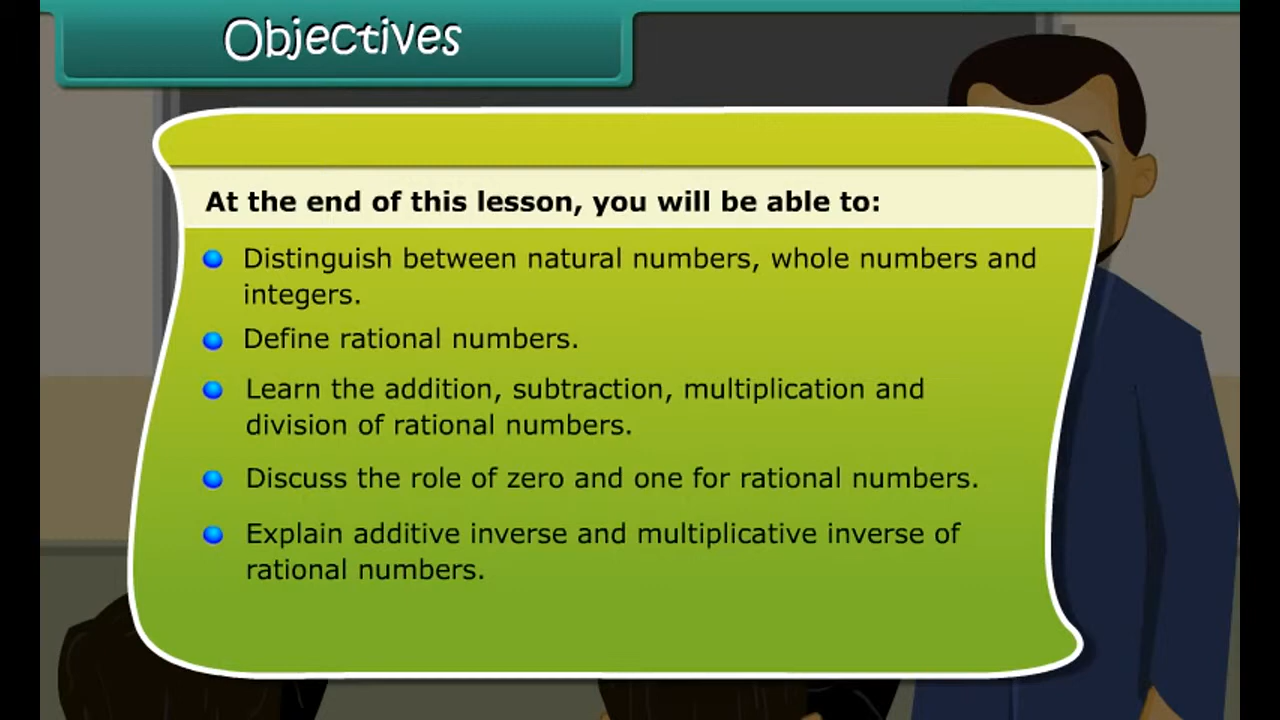 Objectives
At the end of this lesson, you will be able to:
Distinguish between natural numbers, whole numbers and
integers.
Define rational numbers.
Learn the addition, subtraction, multiplication and
division of rational numbers.
Discuss the role of zero and one for rational numbers.
Explain additive inverse and multiplicative inverse of
rational numbers.